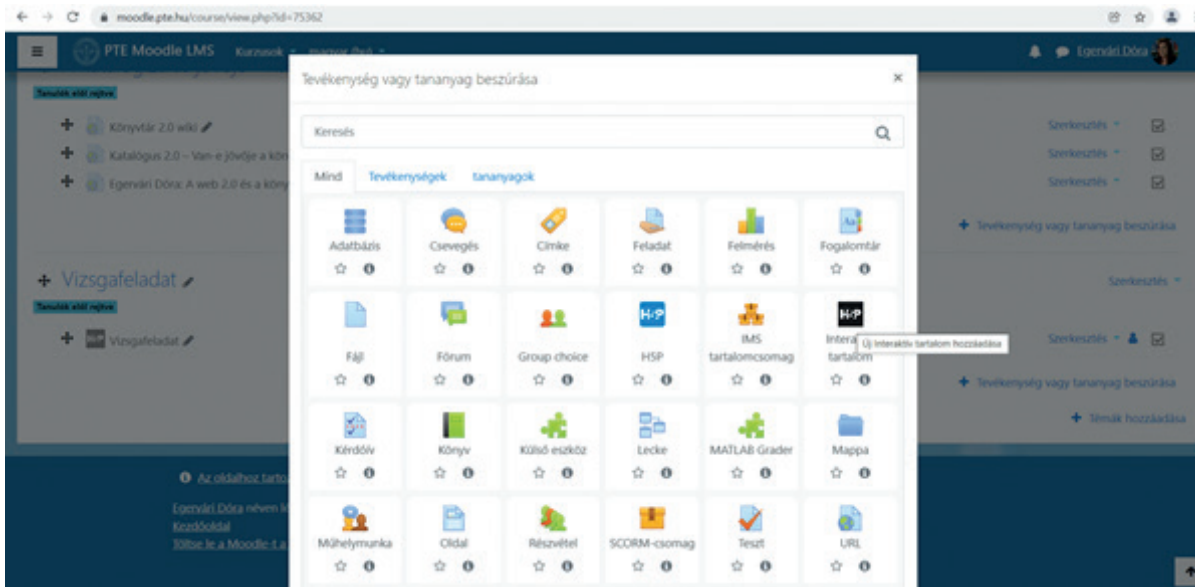 moodle.pte.hu/course/view.php?id=75362
PTE Moodle LMS Kurzusok magyar (hu) Egervári Dóra
Tevékenység vagy tananyag beszúrása
Tanulók elől rejtve
Könyvtár 2.0 wiki Szerkesztés
Keresés
Katalógus 2.0 – Van-e jövője a kön Szerkesztés
Egervári Dóra: A web 2.0 és a köny Szerkesztés
Mind Tevékenységek tananyagok
Tevékenység vagy tananyag beszúrása
Adatbázis Csevegés Címke Feladat Felmérés Fogalomtár
Vizsgafeladat Szerkesztés
Tanulók elől rejtve
H5P H5P
Vizsgafeladat Szerkesztés
Új Interaktív tartalom hozzáadása
Fájl Fórum Group choice H5P IMS tartalomcsomag Intera tartalom
Tevékenység vagy tananyag beszúrása
Témák hozzáadása
Kérdőív Könyv Külső eszköz Lecke MATLAB Grader Mappa
Az oldalhoz tarto
Egervári Dóra néven
Kezdőoldal
Töltse le a Moodle-t a
Műhelymunka Oldal Részvétel SCORM-csomag Teszt URL